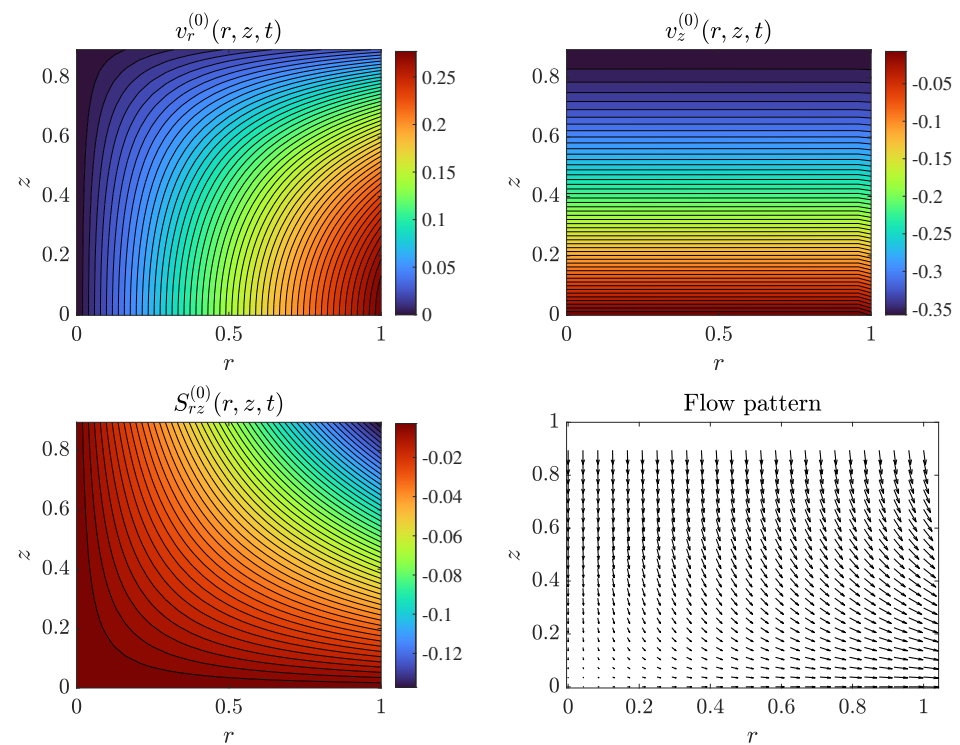 v_r^{(0)}(r, z, t)
0.8
0.6
0.4
0.2
0
z
0 0.5 1
r
0.25
0.2
0.15
0.1
0.05
0
v_z^{(0)}(r, z, t)
0.8
0.6
0.4
0.2
0
z
0 0.5 1
r
-0.05
-0.1
-0.15
-0.2
-0.25
-0.3
-0.35
S_{rz}^{(0)}(r, z, t)
0.8
0.6
0.4
0.2
0
z
0 0.5 1
r
-0.02
-0.04
-0.06
-0.08
-0.1
-0.12
Flow pattern
1
0.8
0.6
0.4
0.2
0
z
0 0.2 0.4 0.6 0.8 1
r